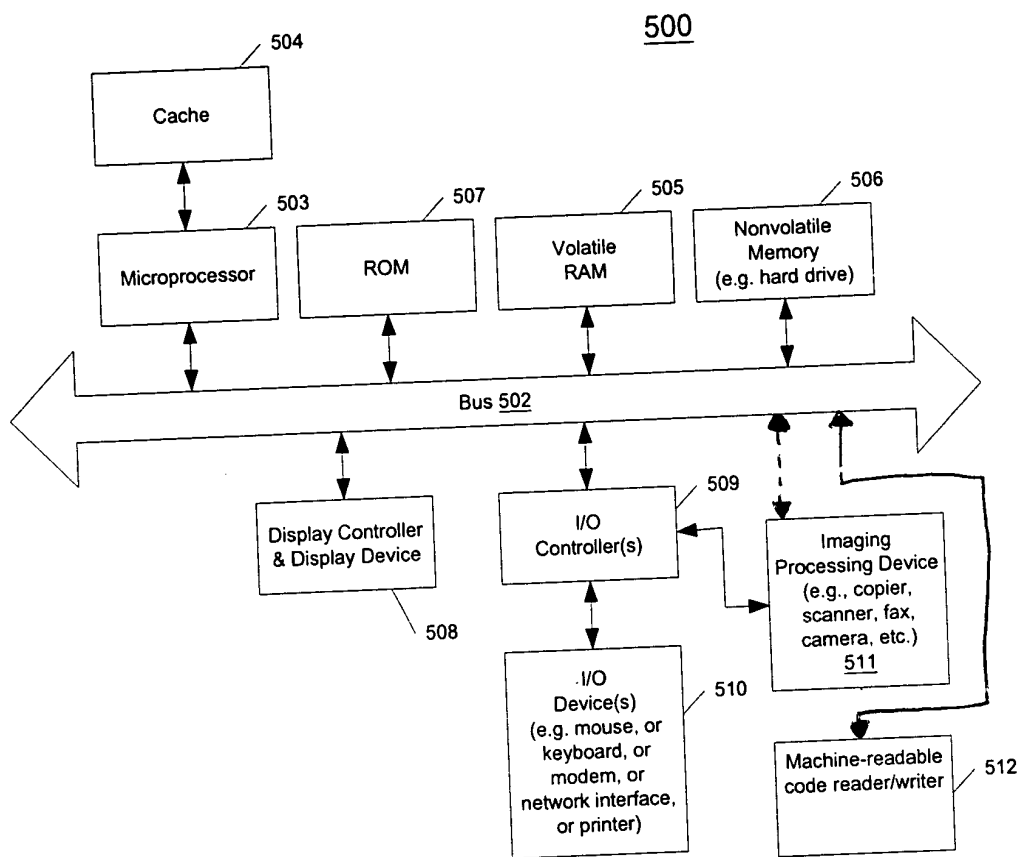 500
504
Cache
503
Microprocessor
507
ROM
505
Volatile
RAM
506
Nonvolatile
Memory
(e.g. hard drive)
Bus 502
Display Controller
& Display Device
508
509
I/O
Controller(s)
Imaging
Processing Device
(e.g., copier,
scanner, fax,
camera, etc.)
511
510
I/O
Device(s)
(e.g. mouse, or
keyboard, or
modem, or
network interface,
or printer)
Machine-readable
code reader/writer
512